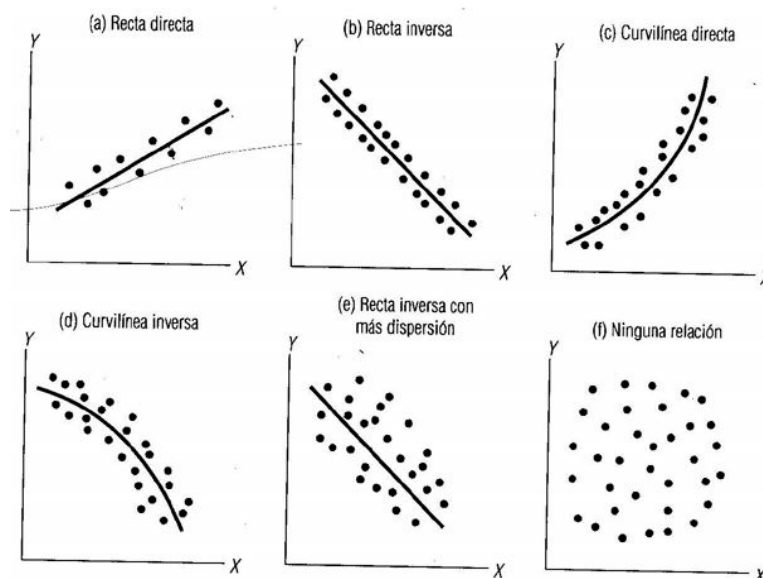 (a) Recta directa
(b) Recta inversa
(c) Curvilínea directa
Y
Y
Y
X
X
X
(d) Curvilínea inversa
(e) Recta inversa con
más dispersión
(f) Ninguna relación
Y
Y
Y
X
X
X